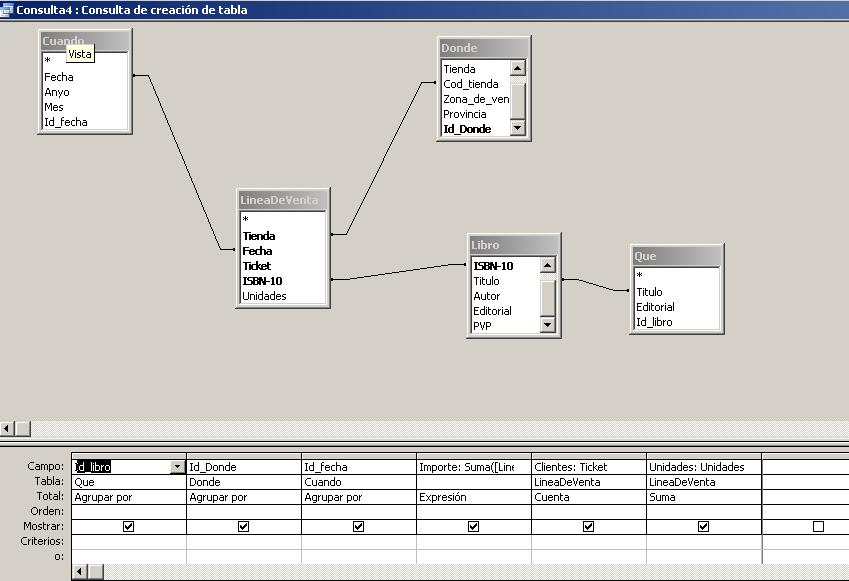 Consulta4 : Consulta de creación de tabla
Cuando
Vista
*
Fecha
Anyo
Mes
Id_fecha
Donde
Tienda
Cod_tienda
Zona_de_ven
Provincia
Id_Donde
LineaDeVenta
*
Tienda
Fecha
Ticket
ISBN-10
Unidades
Libro
ISBN-10
Titulo
Autor
Editorial
PVP
Que
*
Titulo
Editorial
Id_libro
Campo: Id_libro Id_Donde Id_fecha Importe: Suma([Line Clientes: Ticket Unidades: Unidades
Tabla: Que Donde Cuando LineaDeVenta LineaDeVenta
Total: Agrupar por Agrupar por Agrupar por Expresión Cuenta Suma
Orden:
Mostrar:
Criterios:
o: